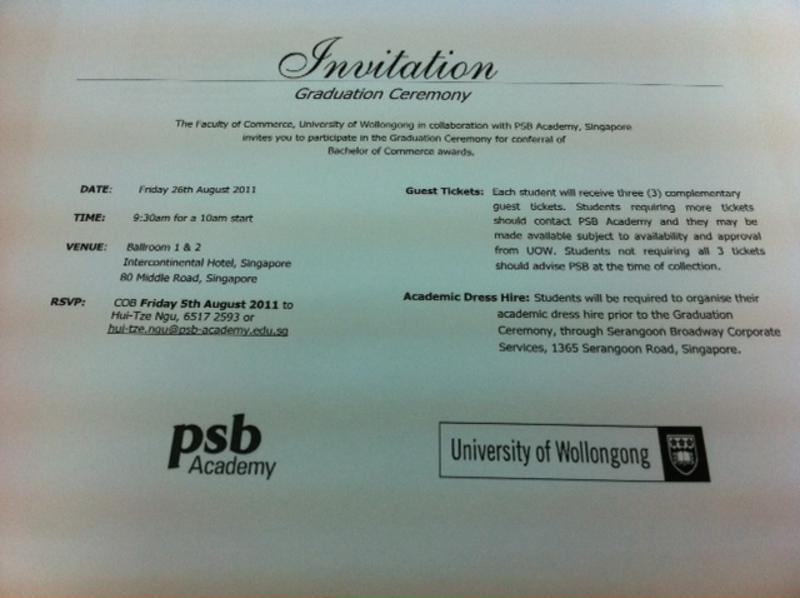 Invitation
Graduation Ceremony
The Faculty of Commerce, University of Wollongong in collaboration with PSB Academy, Singapore
invites you to participate in the Graduation Ceremony for conferral of
Bachelor of Commerce awards.
DATE: Friday 26th August 2011
TIME: 9:30am for a 10am start
VENUE: Ballroom 1 & 2
Intercontinental Hotel, Singapore
80 Middle Road, Singapore
RSVP: COB Friday 5th August 2011 to
Hui-Tze Ngu, 6517 2593 or
hui-tze.ngu@psb-academy.edu.sg
Guest Tickets: Each student will receive three (3) complementary
guest tickets. Students requiring more tickets
should contact PSB Academy and they may be
made available subject to availability and approval
from UOW. Students not requiring all 3 tickets
should advise PSB at the time of collection.
Academic Dress Hire: Students will be required to organise their
academic dress hire prior to the Graduation
Ceremony, through Serangoon Broadway Corporate
Services, 1365 Serangoon Road, Singapore.
psb
Academy
University of Wollongong